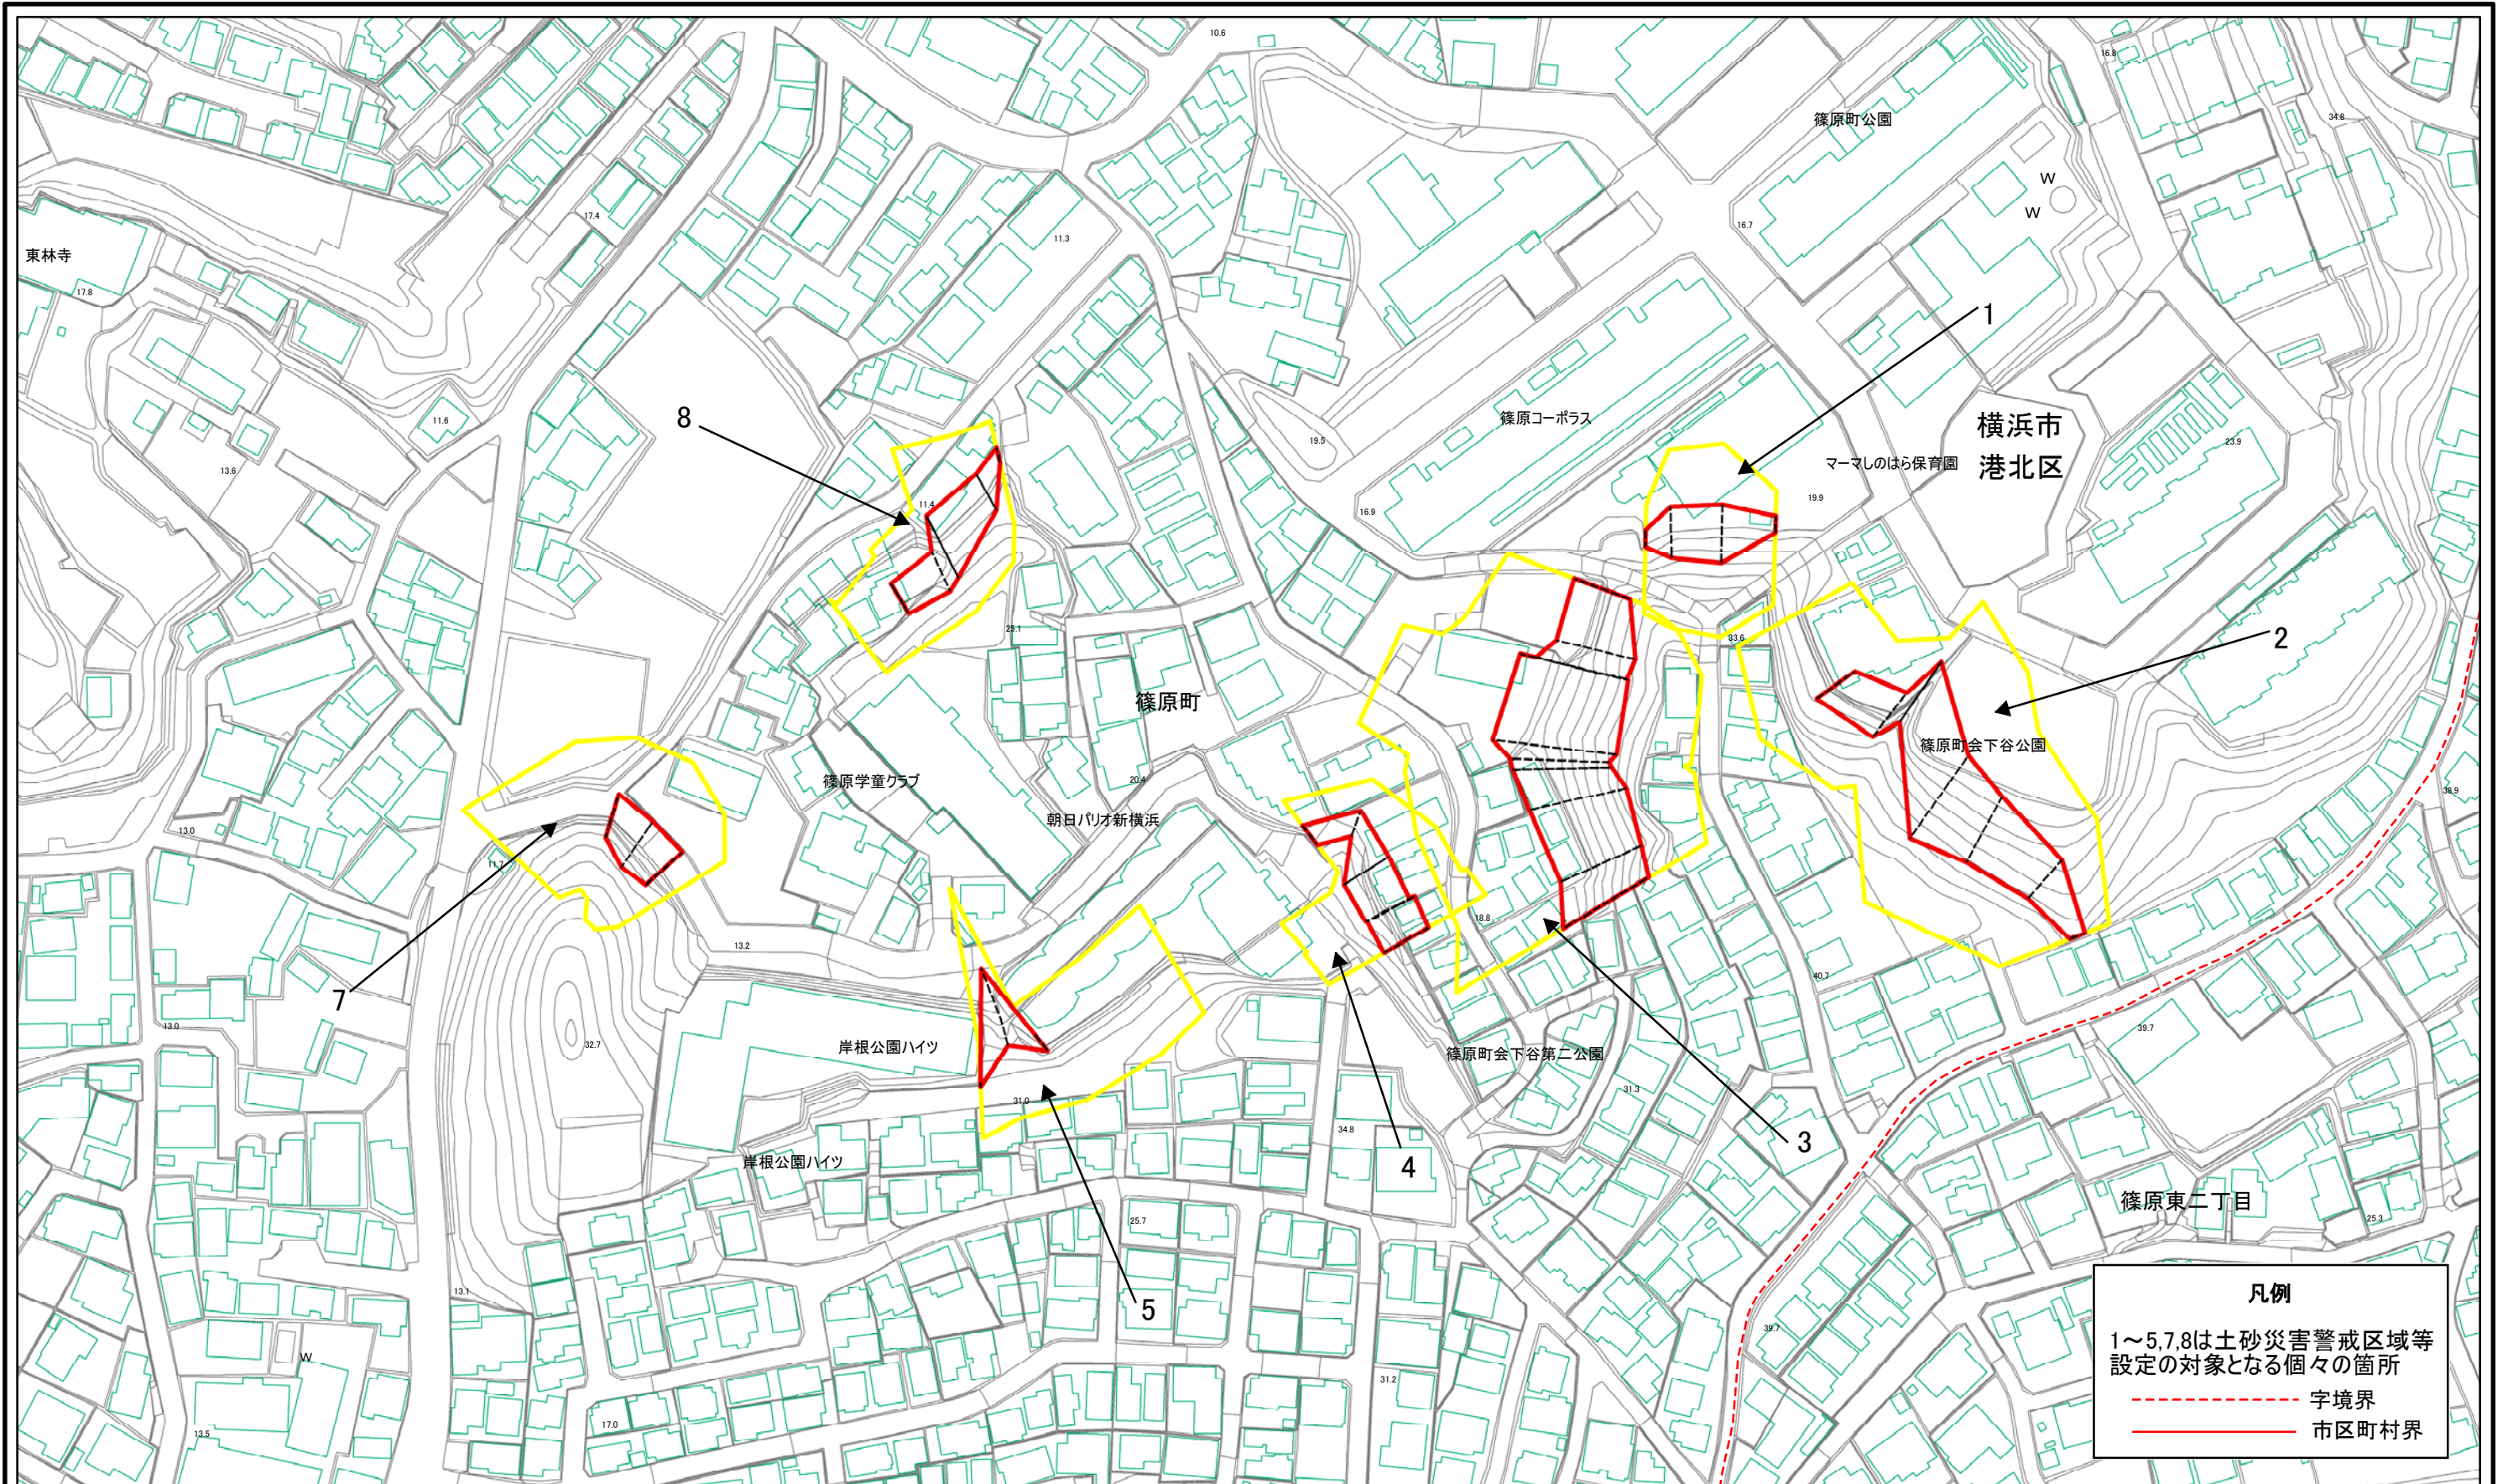 10.6
16.8
篠原町公園
34.8
W
W
17.4
16.7
11.3
東林寺
17.8
1
8
11.6
篠原コーポラス
横浜市
港北区
19.5
23.9
マーマしのはら保育園
13.6
19.9
11.4
16.9
25.1
33.6
2
篠原町
篠原町会下谷公園
20.4
篠原学童クラブ
38.9
朝日パリオ新横浜
13.0
11.7
18.8
13.2
40.7
7
13.0
39.7
32.7
岸根公園ハイツ
篠原町会下谷第二公園
31.3
31.0
34.8
3
岸根公園ハイツ
4
篠原東二丁目
25.7
25.3
13.1
5
39.7
W
31.2
17.0
13.5
凡例
1～5,7,8は土砂災害警戒区域等
設定の対象となる個々の箇所
字境界
市区町村界